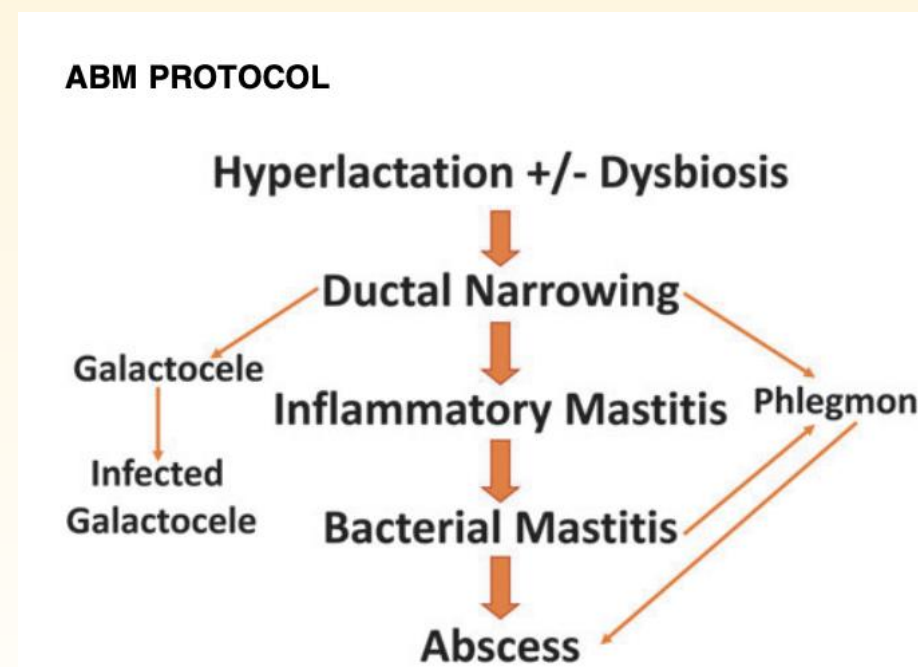 ABM PROTOCOL
Hyperlactation +/- Dysbiosis
Ductal Narrowing
Galactocele
Inflammatory Mastitis
Phlegmon
Infected
Galactocele
Bacterial Mastitis
Abscess